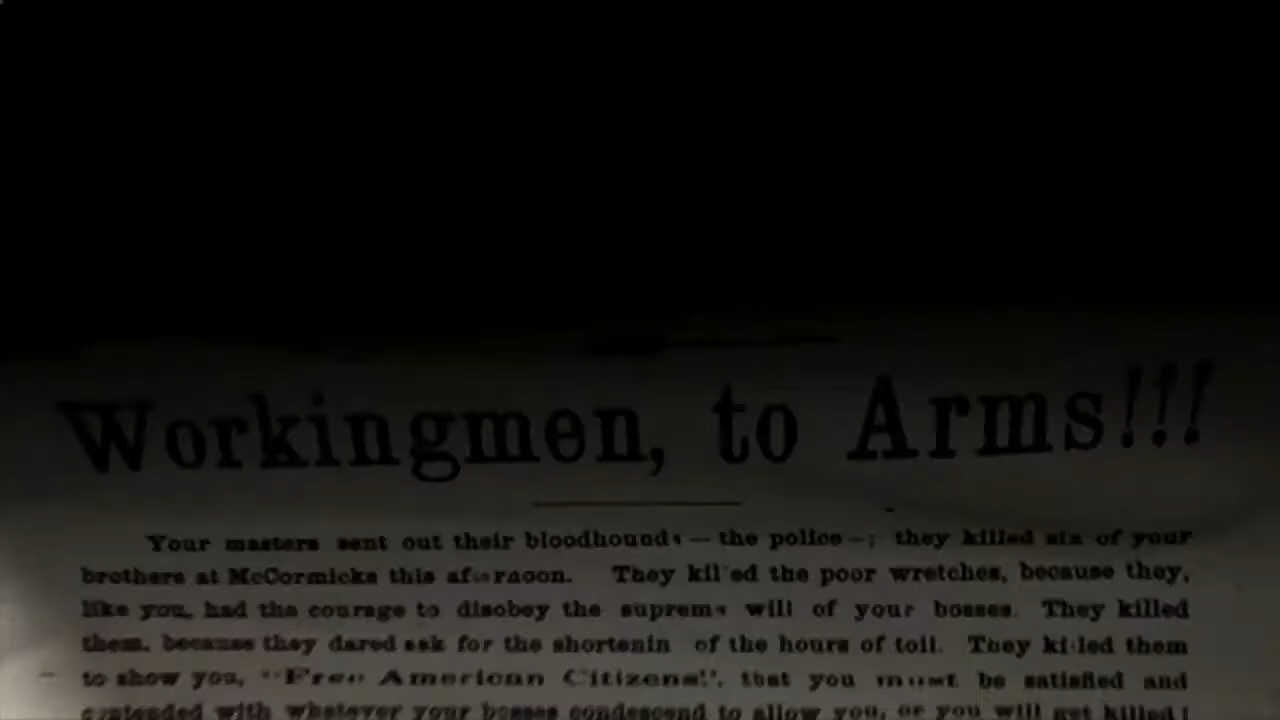 Workingmen, to Arms!!!
Your masters sent out their bloodhounds — the police —; they killed six of your
brothers at McCormicks this afternoon. They killed the poor wretches, because they,
like you, had the courage to disobey the supreme will of your bosses. They killed
them, because they dared ask for the shortenin of the hours of toil. They killed them
to show you, "Free American Citizens!", that you must be satisfied and
contended with whatever your bosses condescend to allow you, or you will get killed!